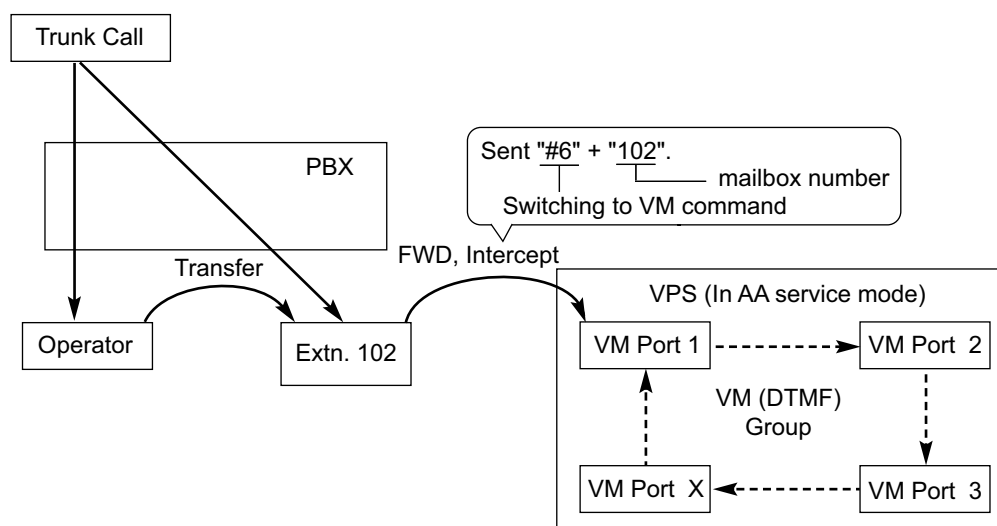 Trunk Call
PBX
Sent "#6" + "102".
mailbox number
Switching to VM command
Transfer
FWD, Intercept
VPS (In AA service mode)
Operator
Extn. 102
VM Port 1
VM Port 2
VM (DTMF)
Group
VM Port X
VM Port 3